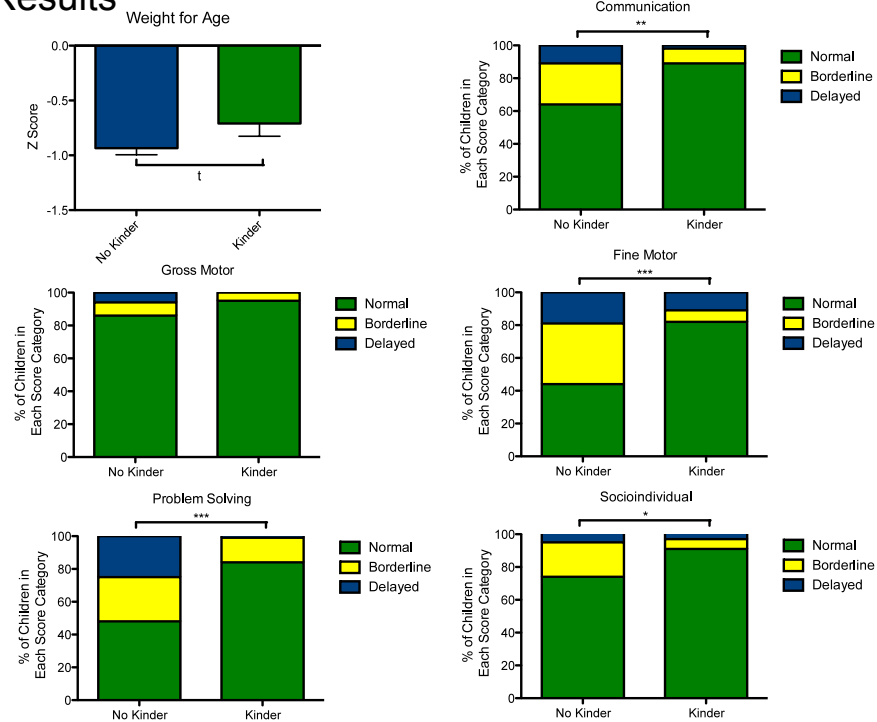 Results
Weight for Age
0.0
-0.5
-1.0
-1.5
Z Score
t
No Kinder
Kinder
Communication
**
100
80
60
40
20
0
% of Children in
Each Score Category
Normal
Borderline
Delayed
No Kinder
Kinder
Gross Motor
100
80
60
40
20
0
% of Children in
Each Score Category
Normal
Borderline
Delayed
No Kinder
Kinder
Fine Motor
***
100
80
60
40
20
0
% of Children in
Each Score Category
Normal
Borderline
Delayed
No Kinder
Kinder
Problem Solving
***
100
80
60
40
20
0
% of Children in
Each Score Category
Normal
Borderline
Delayed
No Kinder
Kinder
Socioindividual
*
100
80
60
40
20
0
% of Children in
Each Score Category
Normal
Borderline
Delayed
No Kinder
Kinder